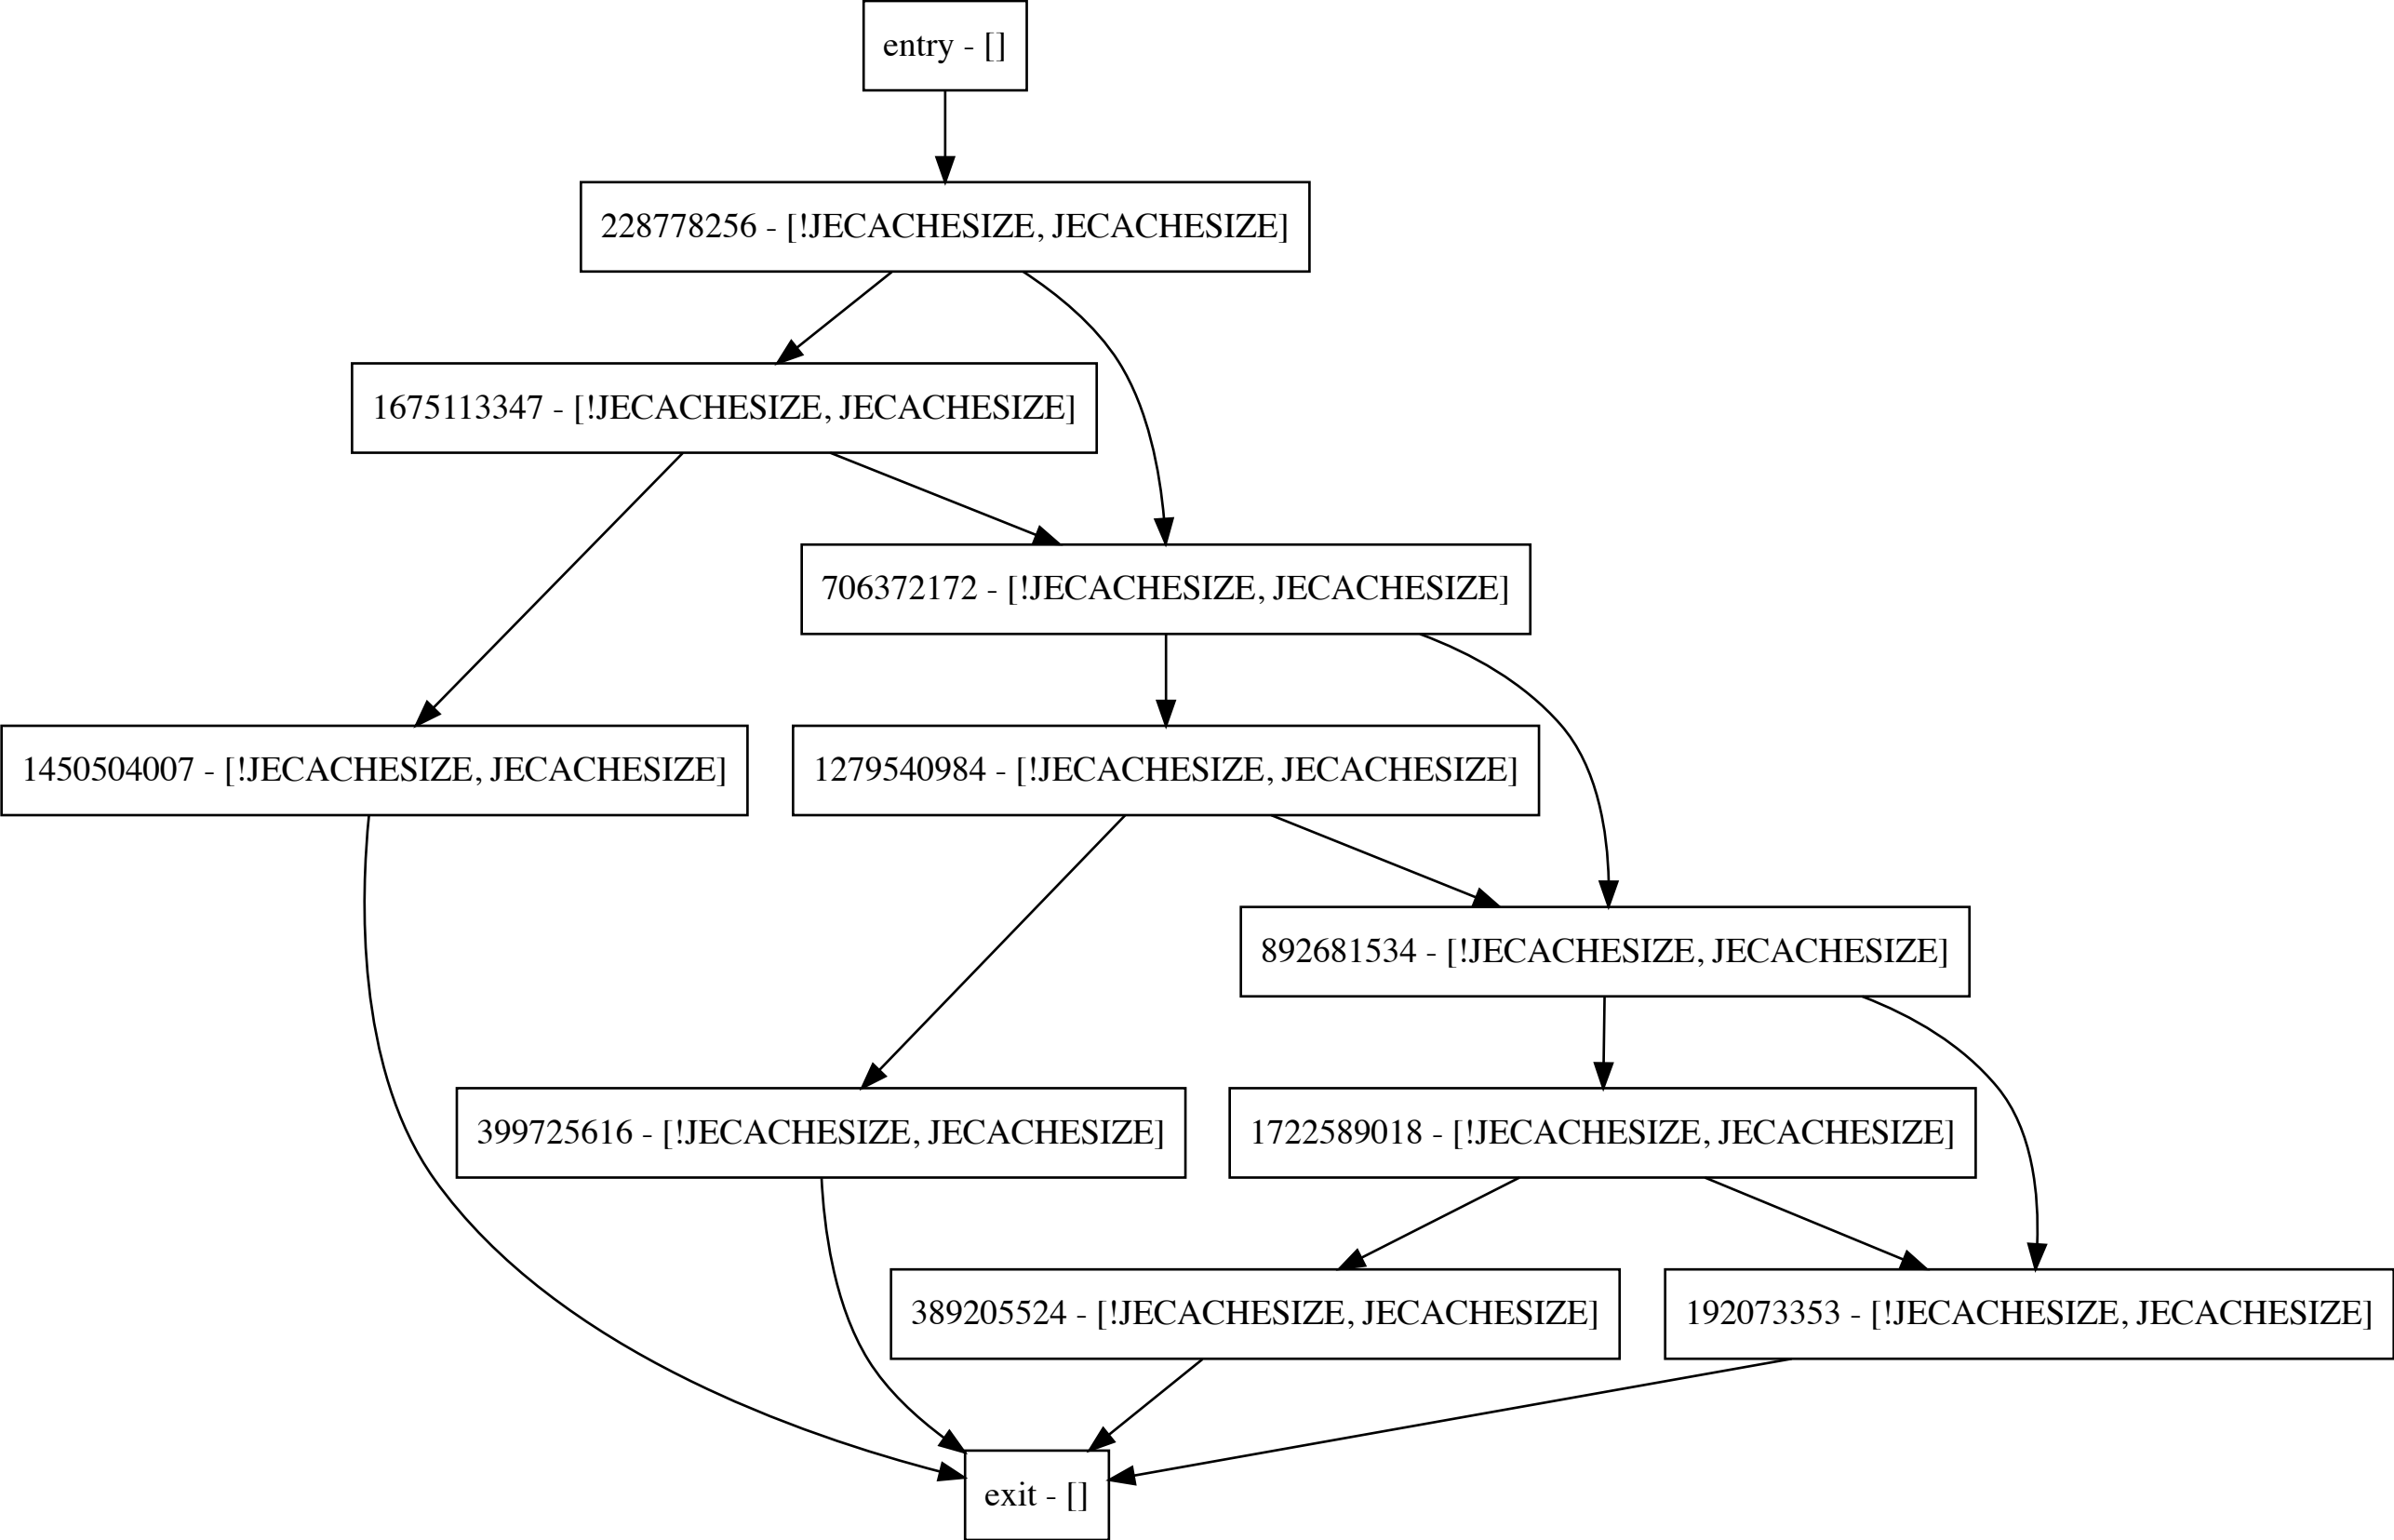 entry - []
228778256 - [!JECACHESIZE, JECACHESIZE]
1675113347 - [!JECACHESIZE, JECACHESIZE]
706372172 - [!JECACHESIZE, JECACHESIZE]
1450504007 - [!JECACHESIZE, JECACHESIZE]
1279540984 - [!JECACHESIZE, JECACHESIZE]
892681534 - [!JECACHESIZE, JECACHESIZE]
399725616 - [!JECACHESIZE, JECACHESIZE]
1722589018 - [!JECACHESIZE, JECACHESIZE]
389205524 - [!JECACHESIZE, JECACHESIZE]
192073353 - [!JECACHESIZE, JECACHESIZE]
exit - []